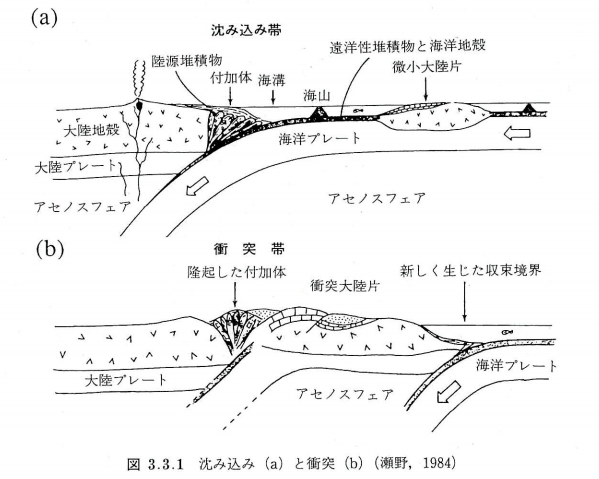 (a)
沈み込み帯
陸源堆積物
付加体
海溝
海山
遠洋性堆積物と海洋地殻
微小大陸片
大陸地殻
海洋プレート
大陸プレート
アセノスフェア
アセノスフェア
(b)
衝突帯
隆起した付加体
衝突大陸片
新しく生じた収束境界
大陸プレート
海洋プレート
アセノスフェア
図 3.3.1 沈み込み (a) と衝突 (b) (瀬野, 1984)